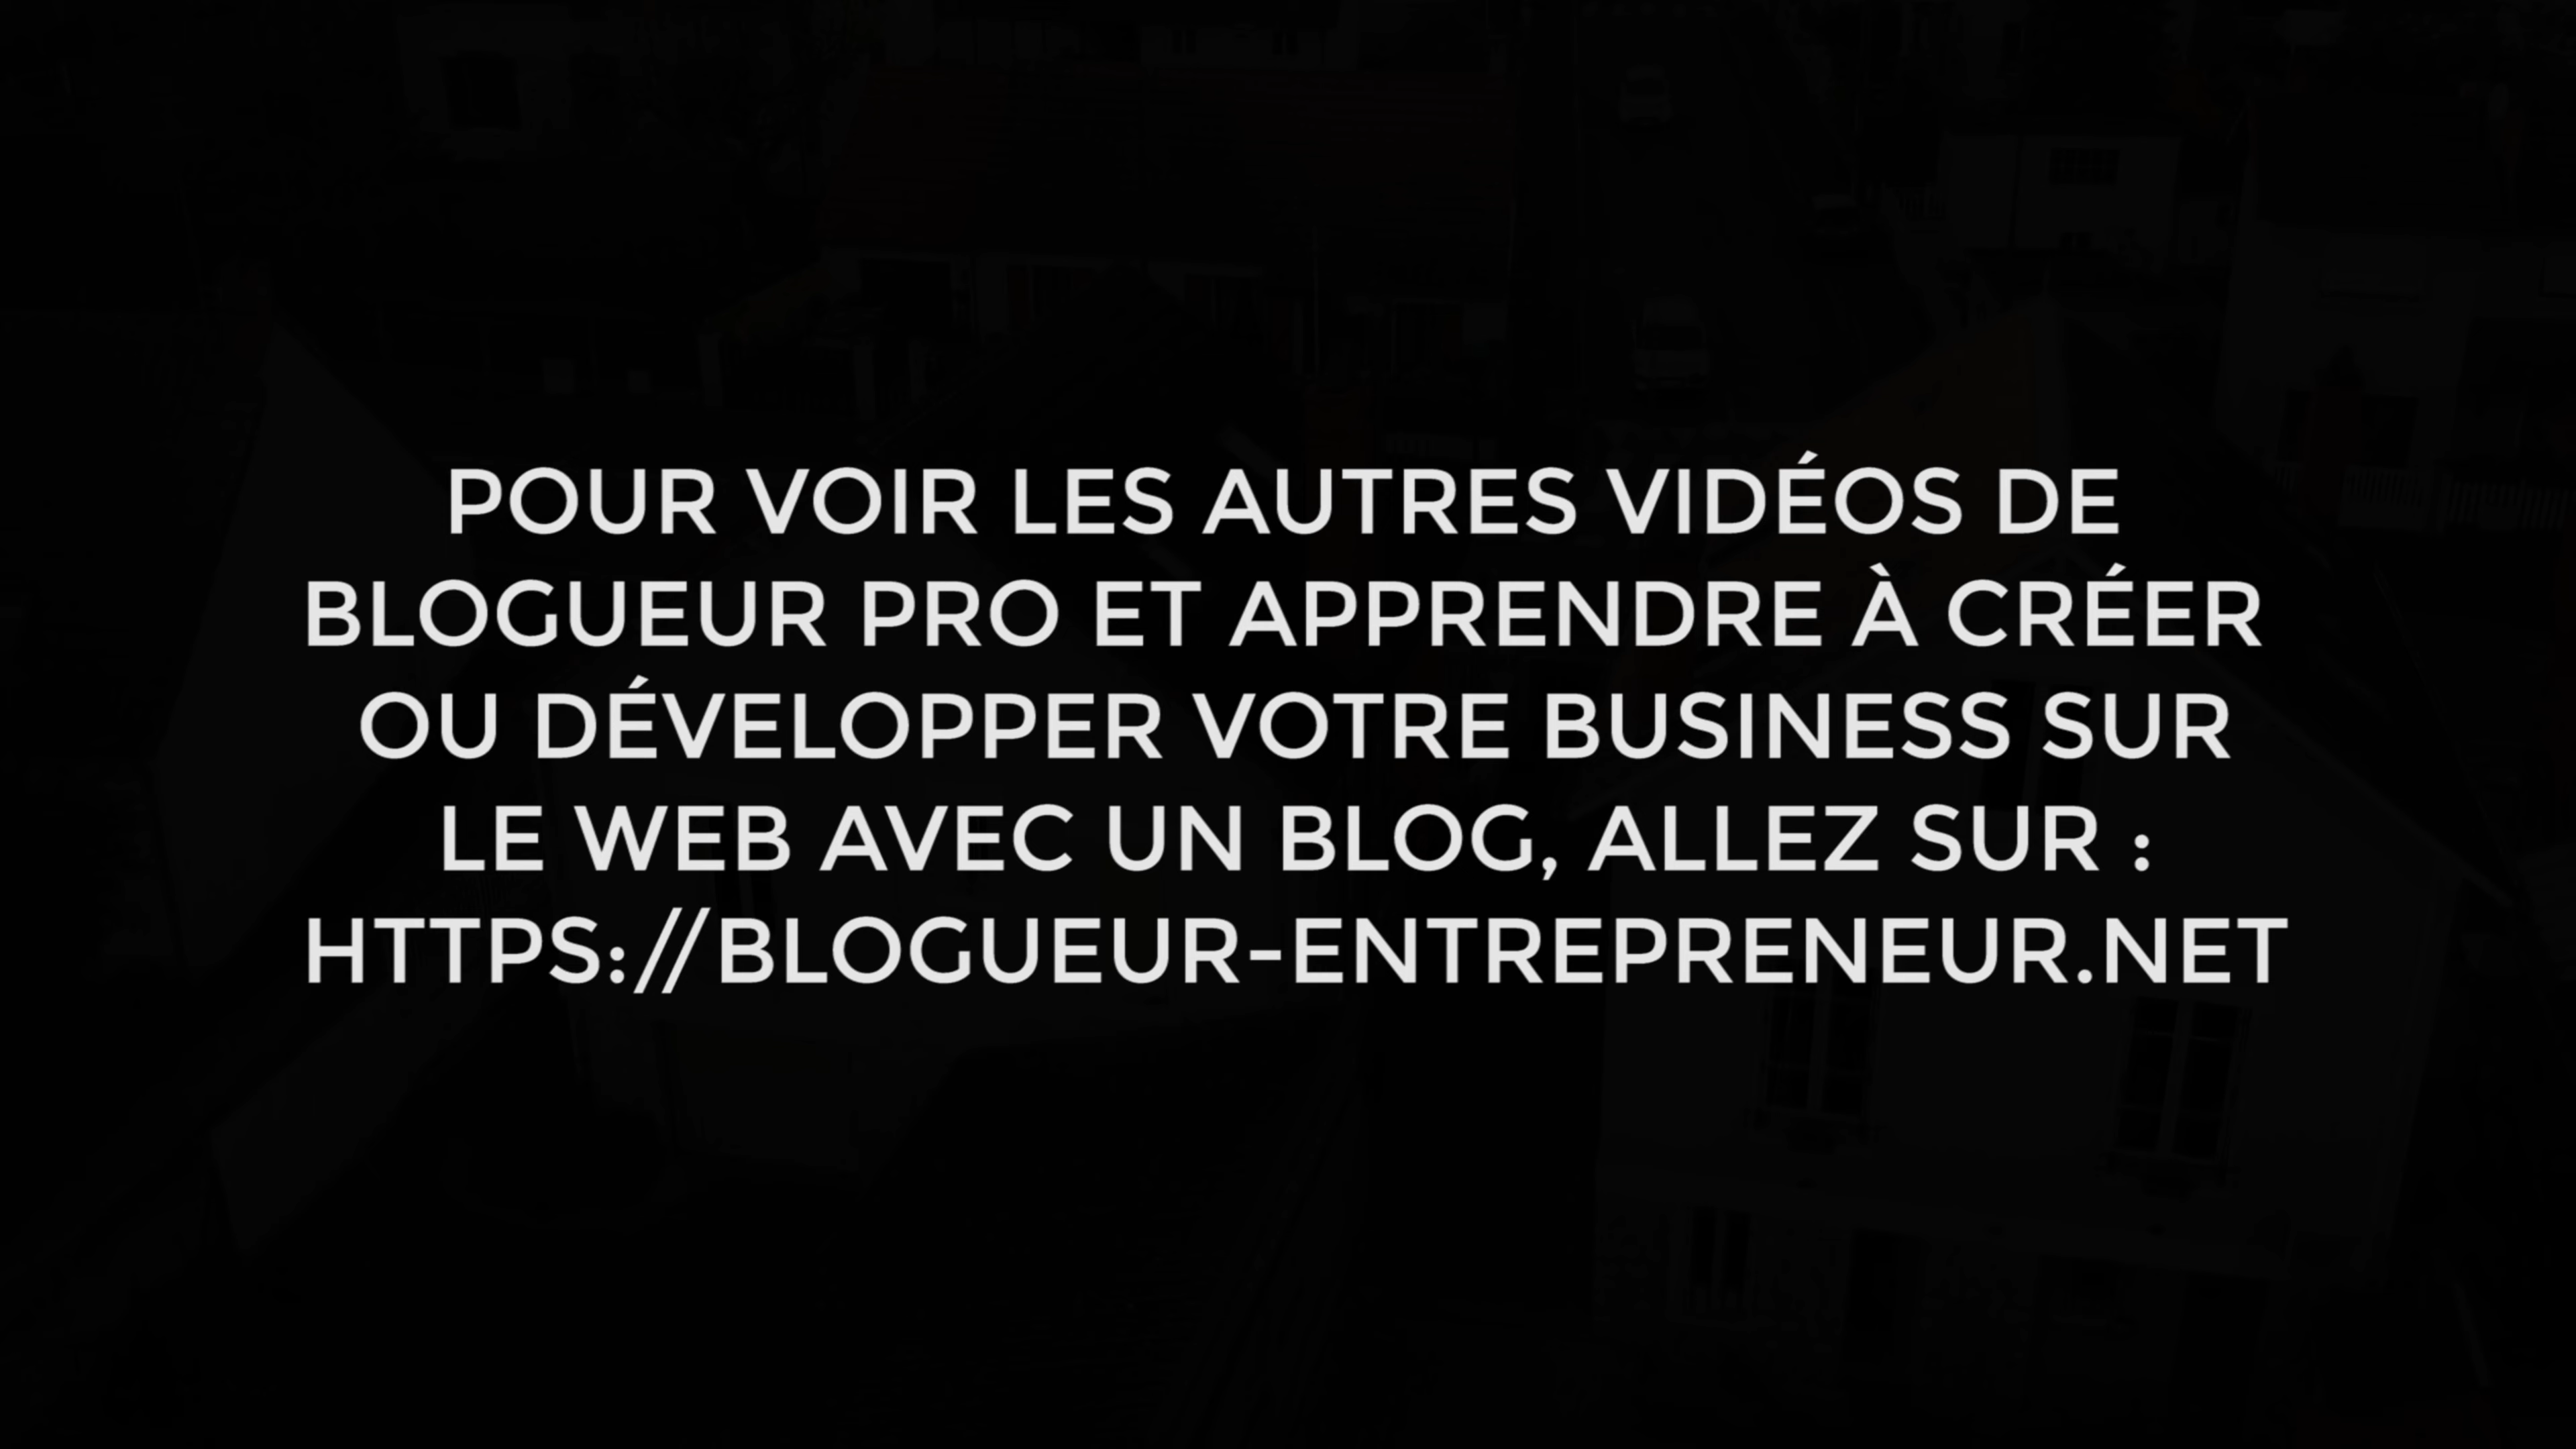 POUR VOIR LES AUTRES VIDÉOS DE
BLOGUEUR PRO ET APPRENDRE À CRÉER
OU DÉVELOPPER VOTRE BUSINESS SUR
LE WEB AVEC UN BLOG, ALLEZ SUR :
HTTPS://BLOGUEUR-ENTREPRENEUR.NET